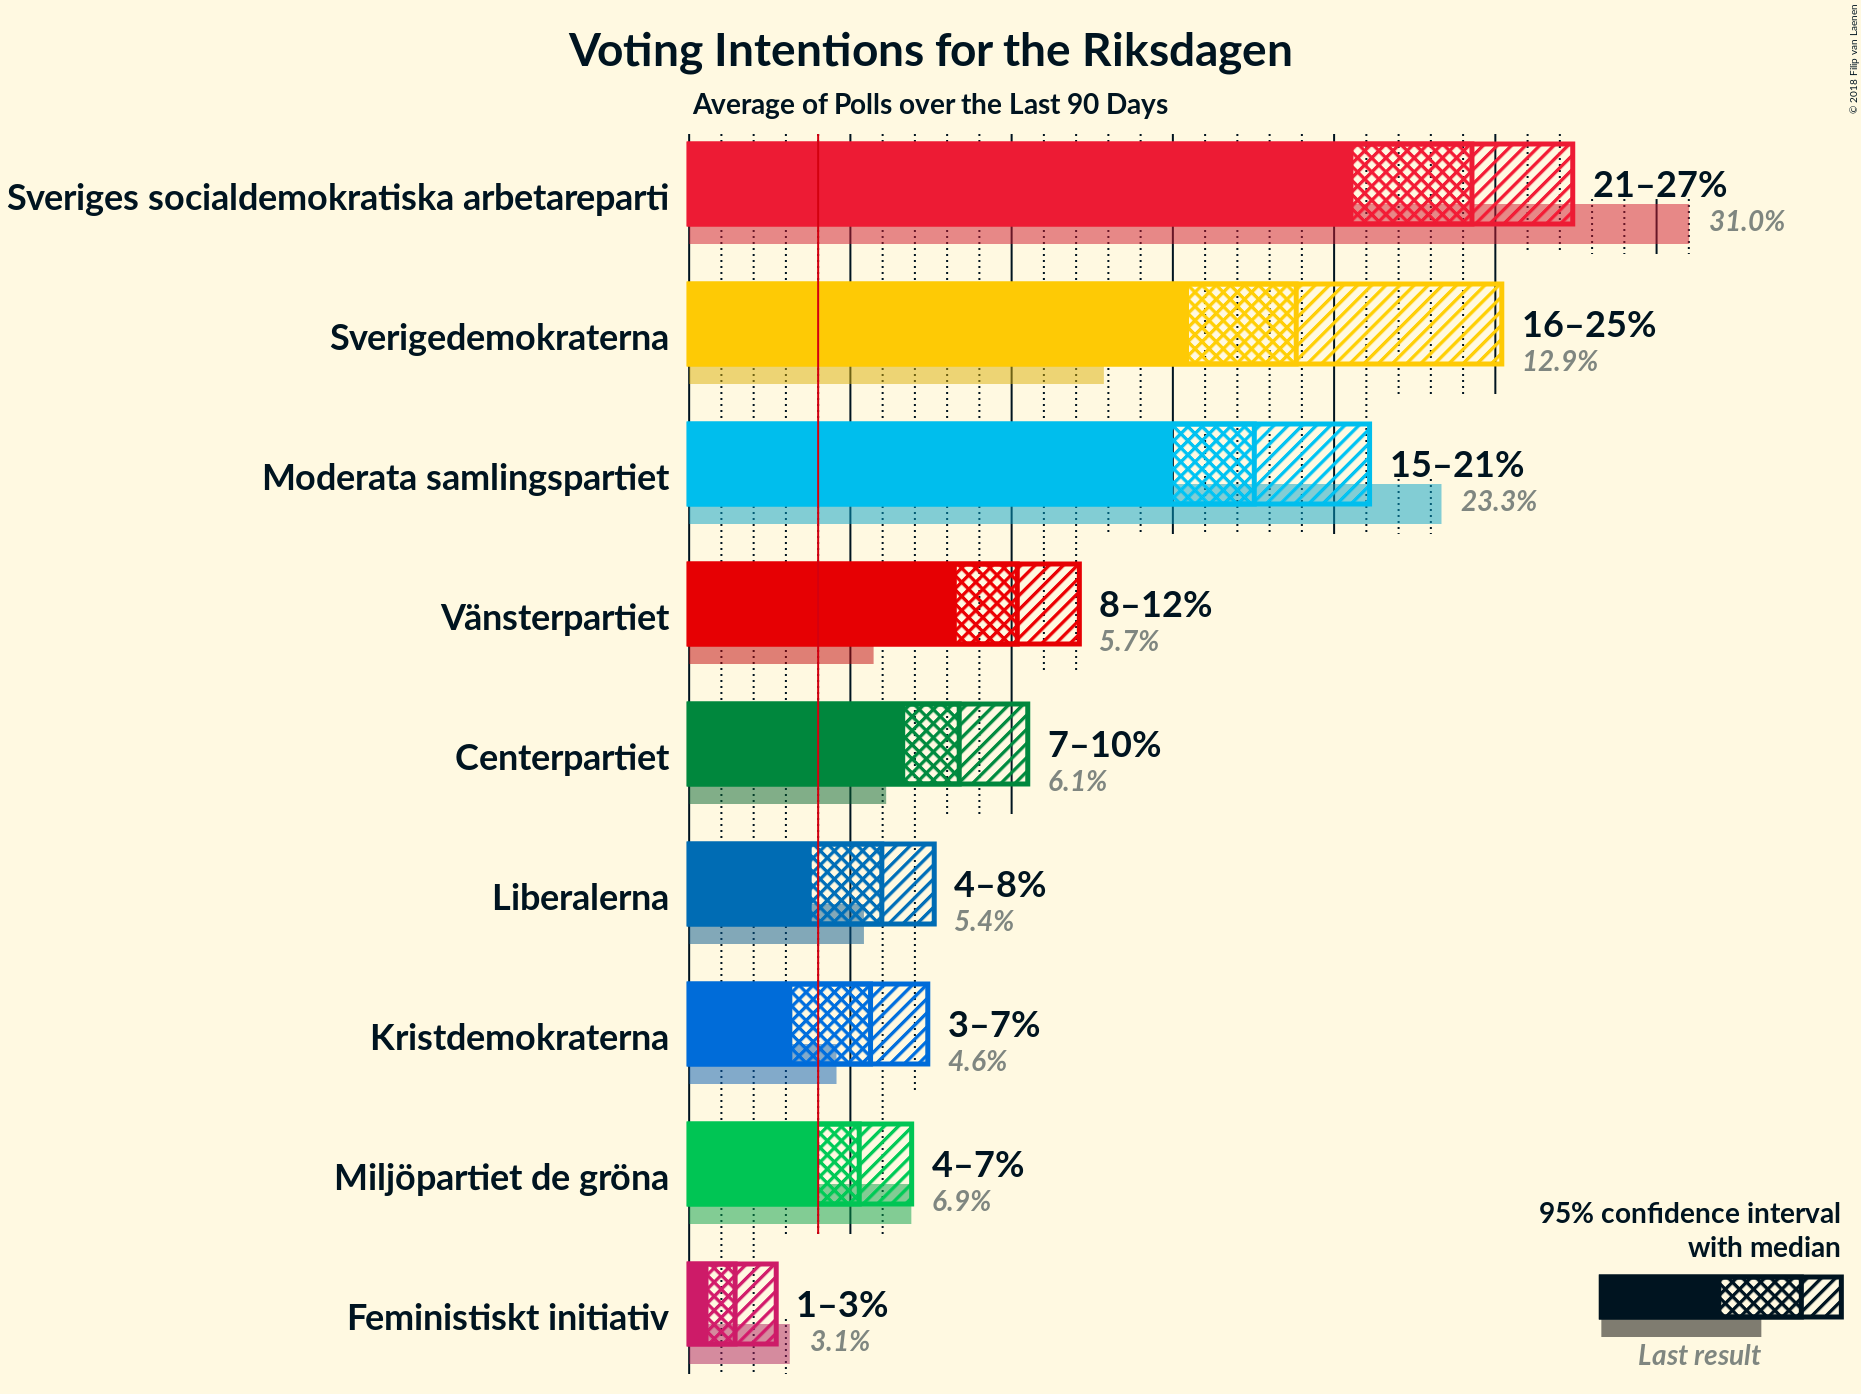 Voting Intentions for the Riksdagen
Average of Polls over the Last 90 Days
© 2018 Filip van Laenen
Sveriges socialdemokratiska arbetareparti
21–27%
31.0%
Sverigedemokraterna
16–25%
12.9%
Moderata samlingspartiet
15–21%
23.3%
Vänsterpartiet
8–12%
5.7%
Centerpartiet
7–10%
6.1%
Liberalerna
4–8%
5.4%
Kristdemokraterna
3–7%
4.6%
Miljöpartiet de gröna
4–7%
6.9%
Feministiskt initiativ
1–3%
3.1%
95% confidence interval
with median
Last result